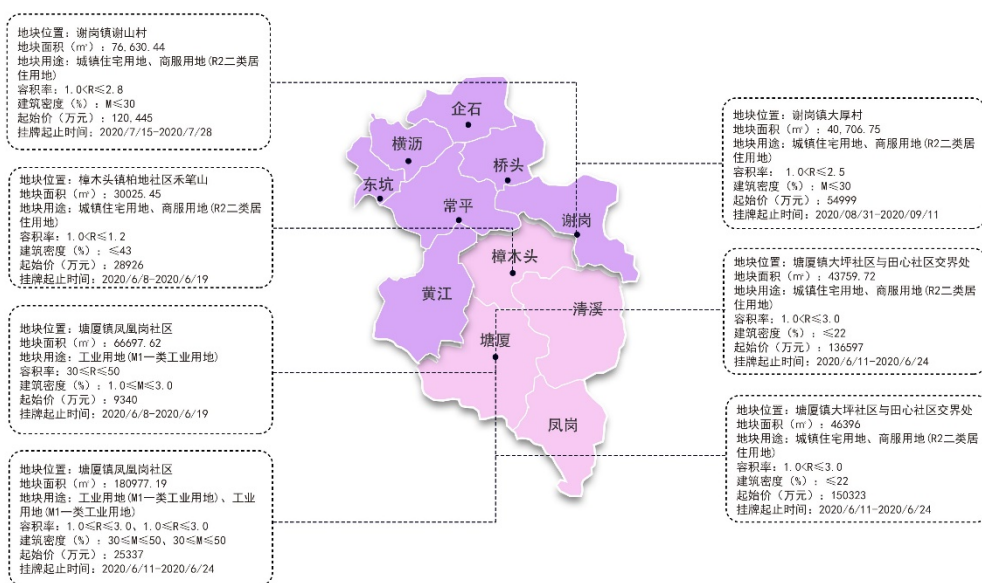 地块位置：谢岗镇谢山村
地块面积（㎡）：76,630.44
地块用途：城镇住宅用地、商服用地(R2二类居
住用地)
容积率：1.0<R≤2.8
建筑密度（%）：M≤30
起始价（万元）：120,445
挂牌起止时间：2020/7/15-2020/7/28
地块位置：樟木头镇柏地社区禾笔山
地块面积（㎡）：30025.45
地块用途：城镇住宅用地、商服用地(R2二类居
住用地)
容积率：1.0<R≤1.2
建筑密度（%）：≤43
起始价（万元）：28926
挂牌起止时间：2020/6/8-2020/6/19
地块位置：塘厦镇凤凰岗社区
地块面积（㎡）：66697.62
地块用途：工业用地(M1一类工业用地)
容积率：30≤R≤50
建筑密度（%）：1.0≤M≤3.0
起始价（万元）：9340
挂牌起止时间：2020/6/8-2020/6/19
地块位置：塘厦镇凤凰岗社区
地块面积（㎡）：180977.19
地块用途：工业用地(M1一类工业用地)、工业
用地(M1一类工业用地)
容积率：1.0≤R≤3.0、1.0≤R≤3.0
建筑密度（%）：30≤M≤50、30≤M≤50
起始价（万元）：25337
挂牌起止时间：2020/6/11-2020/6/24
企石
横沥
桥头
东坑
常平
谢岗
樟木头
黄江
清溪
塘厦
凤岗
地块位置：谢岗镇大厚村
地块面积（㎡）：40,706.75
地块用途：城镇住宅用地、商服用地(R2二类居
住用地)
容积率： 1.0<R≤2.5
建筑密度（%）：M≤30
起始价（万元）：54999
挂牌起止时间：2020/08/31-2020/09/11
地块位置：塘厦镇大坪社区与田心社区交界处
地块面积（㎡）：43759.72
地块用途：城镇住宅用地、商服用地(R2二类居
住用地)
容积率：1.0<R≤3.0
建筑密度（%）：≤22
起始价（万元）：136597
挂牌起止时间：2020/6/11-2020/6/24
地块位置：塘厦镇大坪社区与田心社区交界处
地块面积（㎡）：46396
地块用途：城镇住宅用地、商服用地(R2二类居
住用地)
容积率：1.0<R≤3.0
建筑密度（%）：≤22
起始价（万元）：150323
挂牌起止时间：2020/6/11-2020/6/24